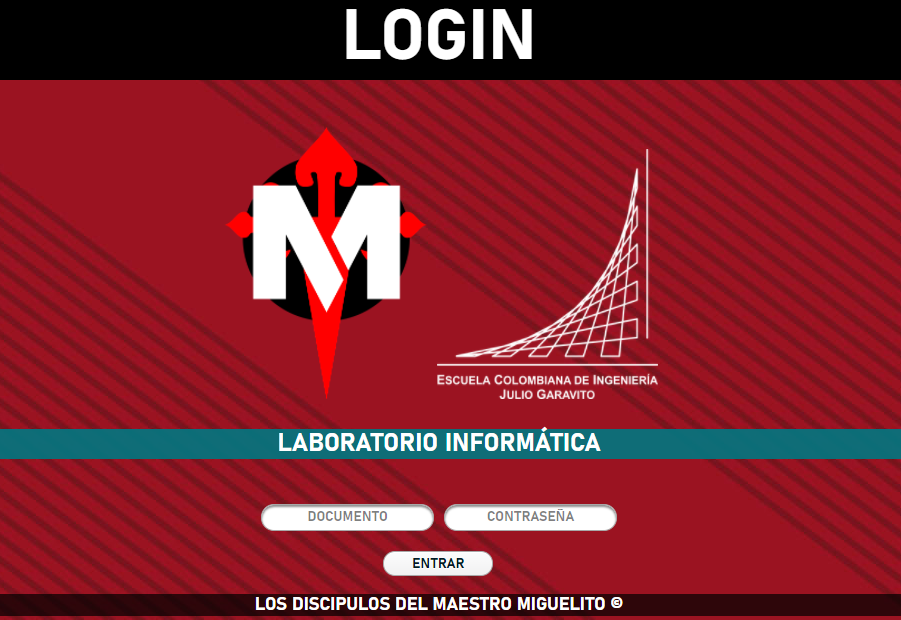 LOGIN
M
ESCUELA COLOMBIANA DE INGENIERÍA
JULIO GARAVITO
LABORATORIO INFORMÁTICA
DOCUMENTO CONTRASEÑA
ENTRAR
LOS DISCIPULOS DEL MAESTRO MIGUELITO ©